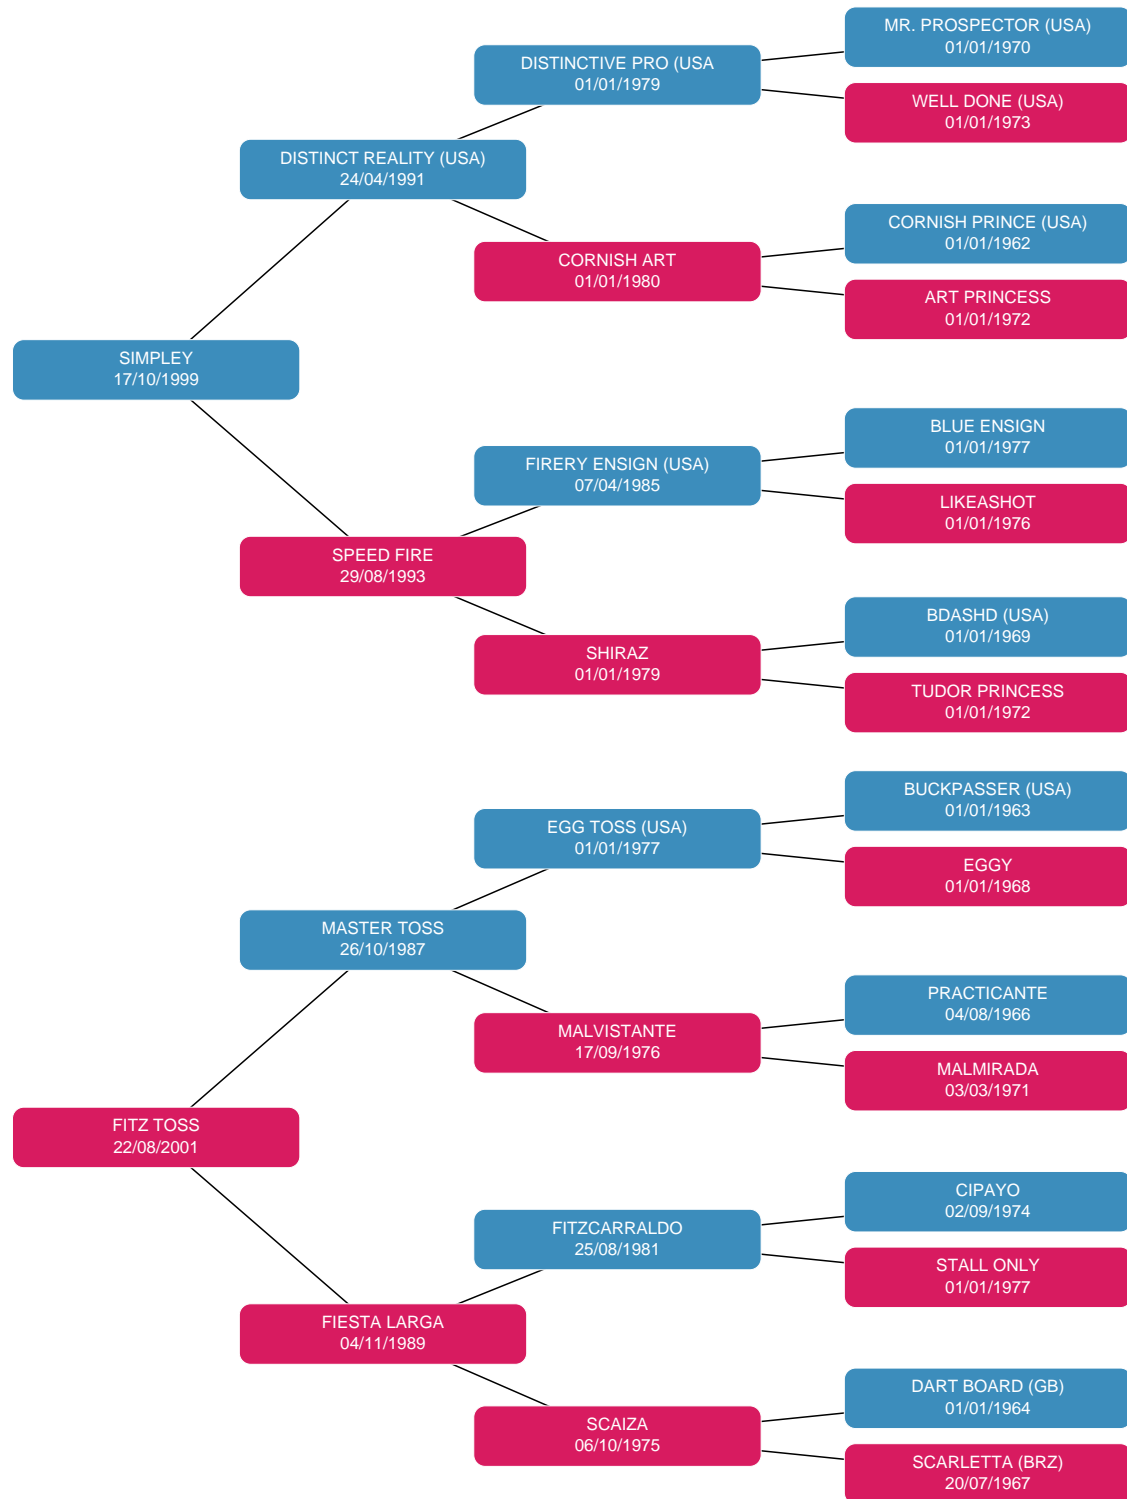 MR. PROSPECTOR (USA)
01/01/1970
DISTINCTIVE PRO (USA
01/01/1979
WELL DONE (USA)
01/01/1973
DISTINCT REALITY (USA)
24/04/1991
CORNISH PRINCE (USA)
01/01/1962
CORNISH ART
01/01/1980
ART PRINCESS
01/01/1972
SIMPLEY
17/10/1999
BLUE ENSIGN
01/01/1977
FIRERY ENSIGN (USA)
07/04/1985
LIKEASHOT
01/01/1976
SPEED FIRE
29/08/1993
BDASHD (USA)
01/01/1969
SHIRAZ
01/01/1979
TUDOR PRINCESS
01/01/1972
BUCKPASSER (USA)
01/01/1963
EGG TOSS (USA)
01/01/1977
EGGY
01/01/1968
MASTER TOSS
26/10/1987
PRACTICANTE
04/08/1966
MALVISTANTE
17/09/1976
MALMIRADA
03/03/1971
FITZ TOSS
22/08/2001
CIPAYO
02/09/1974
FITZCARRALDO
25/08/1981
STALL ONLY
01/01/1977
FIESTA LARGA
04/11/1989
DART BOARD (GB)
01/01/1964
SCAIZA
06/10/1975
SCARLETTA (BRZ)
20/07/1967